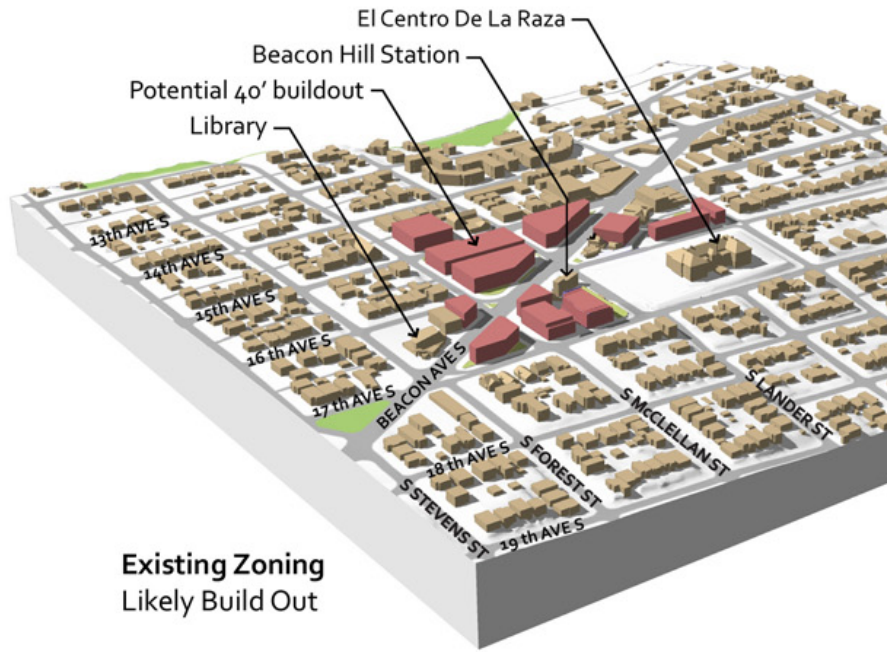 El Centro De La Raza
Beacon Hill Station
Potential 40' buildout
Library
13th AVE S
14th AVE S
15th AVE S
16 th AVE S
17 th AVE S
BEACON AVE S
18 th AVE S
19 th AVE S
S STEVENS ST
S FOREST ST
S McCLELLAN ST
S LANDER ST
Existing Zoning
Likely Build Out